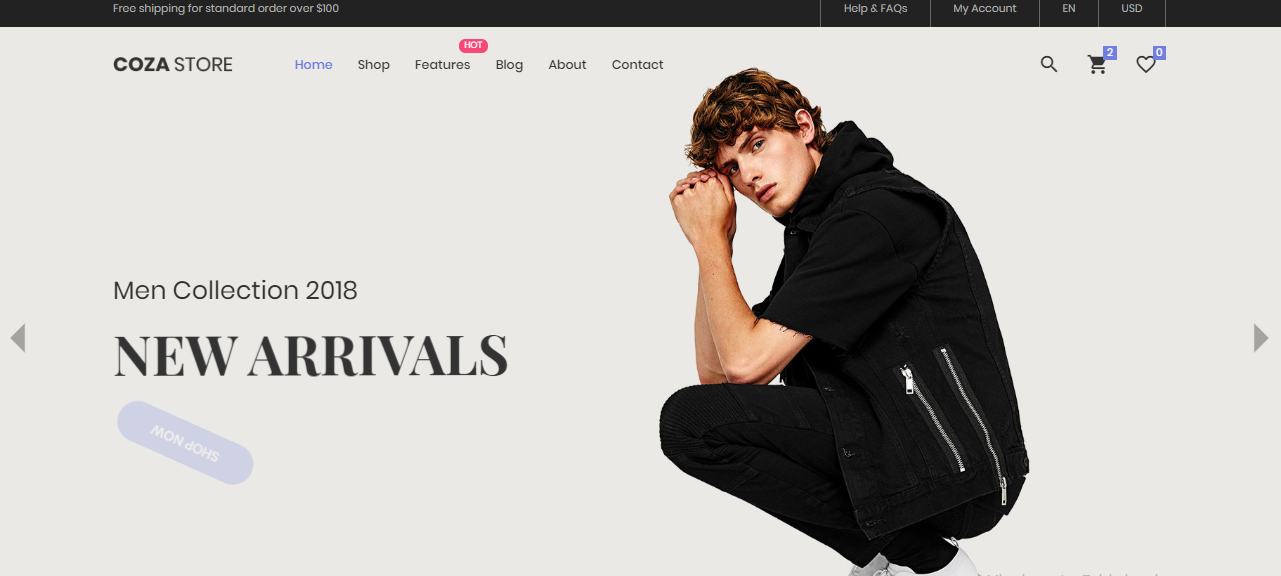 Free shipping for standard order over $100
Help & FAQs
My Account
EN
USD
COZA STORE
Home
Shop
Features
HOT
Blog
About
Contact
2
0
Men Collection 2018
NEW ARRIVALS
SHOP NOW